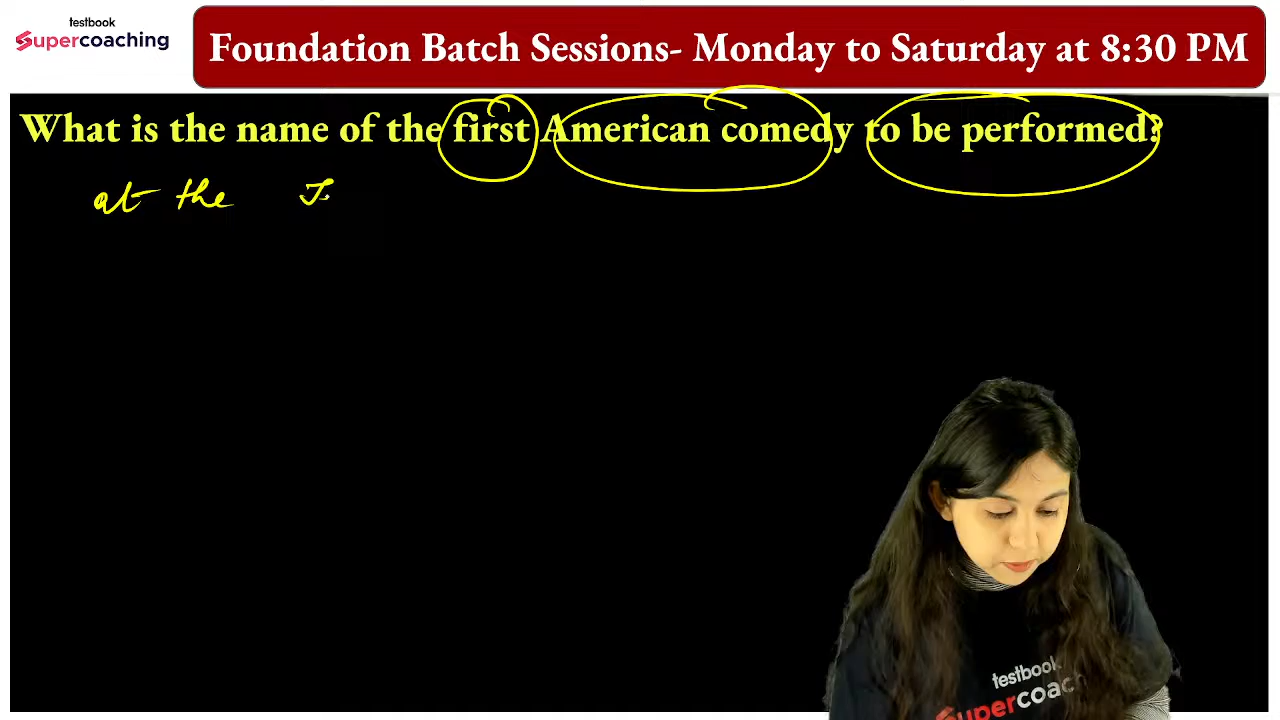 testbook
Supercoaching
Foundation Batch Sessions- Monday to Saturday at 8:30 PM
What is the name of the first American comedy to be performed?
at the
testbook
Supercoac